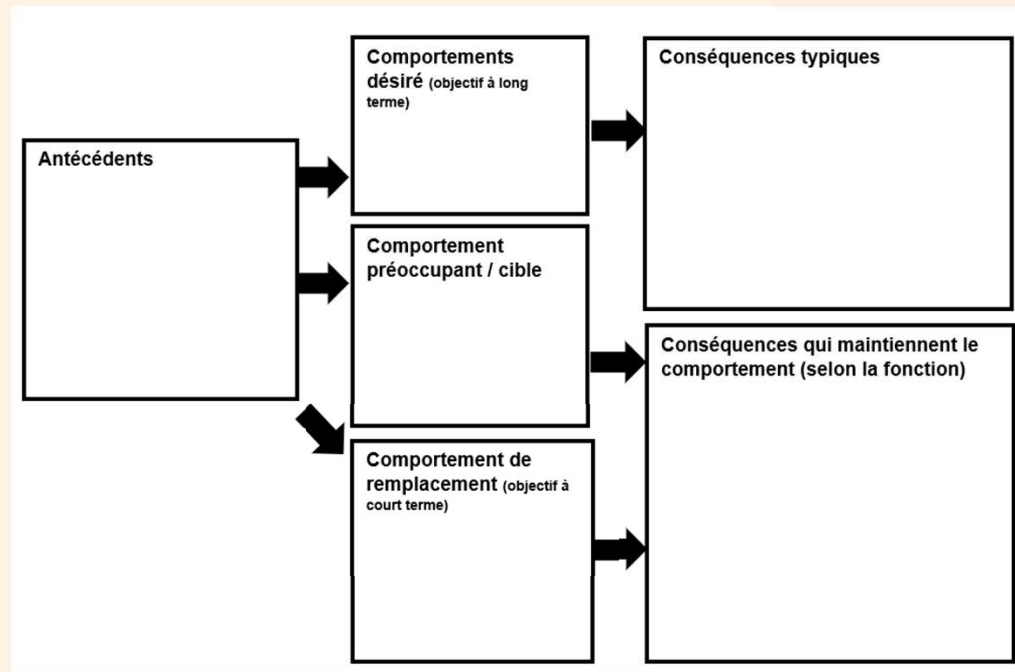 Antécédents
Comportements
désiré (objectif à long
terme)
Conséquences typiques
Comportement
préoccupant / cible
Conséquences qui maintiennent le
comportement (selon la fonction)
Comportement de
remplacement (objectif à
court terme)